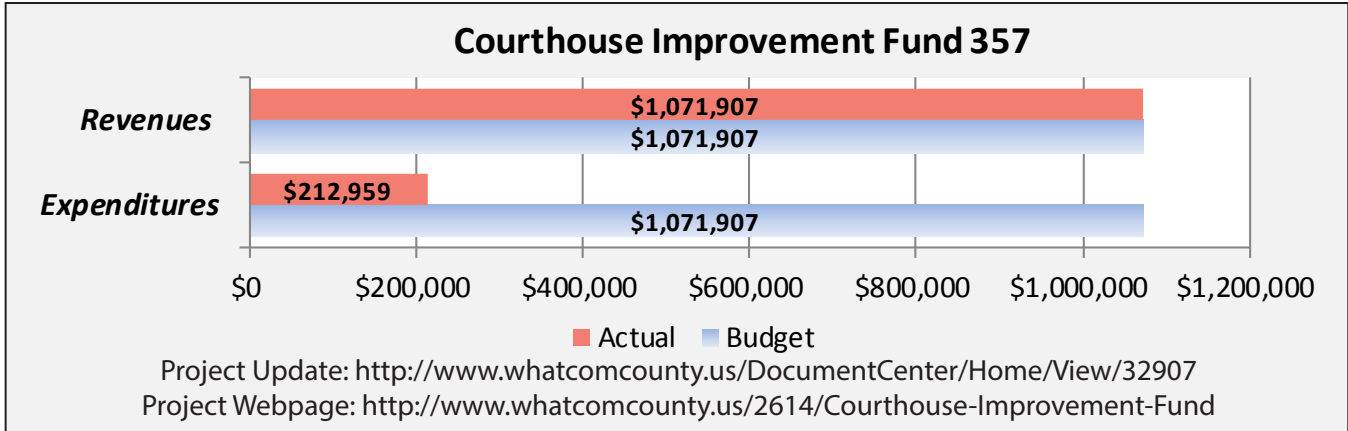 Courthouse Improvement Fund 357
Revenues
$1,071,907
$1,071,907
Expenditures
$212,959
$1,071,907
$0 $200,000 $400,000 $600,000 $800,000 $1,000,000 $1,200,000
Actual Budget
Project Update: http://www.whatcomcounty.us/DocumentCenter/Home/View/32907
Project Webpage: http://www.whatcomcounty.us/2614/Courthouse-Improvement-Fund